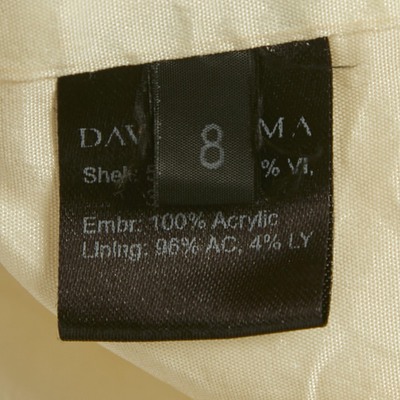 DAV MA
8
Shell: % VI,
Embr: 100% Acrylic
Lining: 96% AC, 4% LY